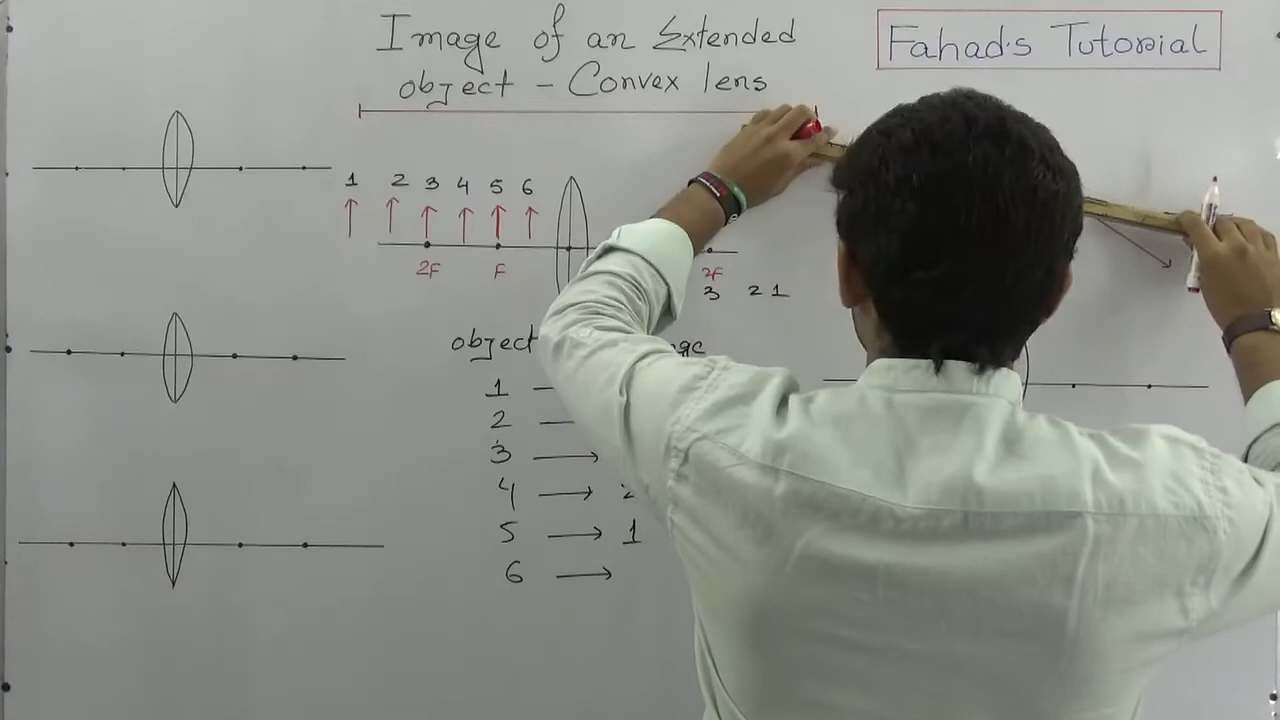 Image of an Extended
object - Convex lens
Fahad's Tutorial
1 2 3 4 5 6
2F F 2F
3 2 1
object
1
2
3 →
4 → 2
5 → 1
6 →